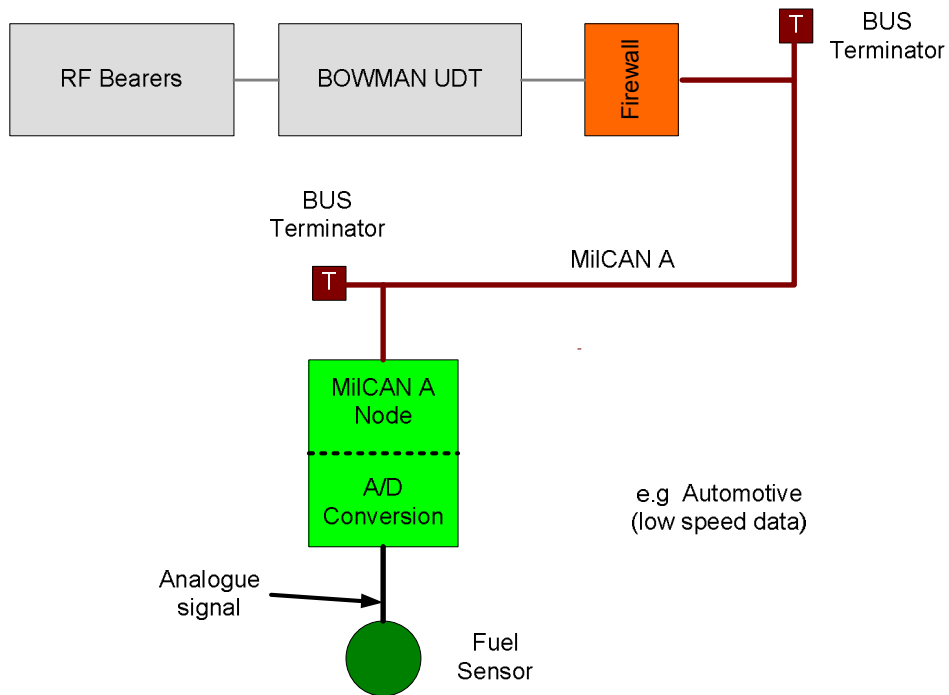 RF Bearers
BOWMAN UDT
Firewall
T
BUS
Terminator
BUS
Terminator
T
MilCAN A
MilCAN A
Node
A/D
Conversion
e.g Automotive
(low speed data)
Analogue
signal
Fuel
Sensor